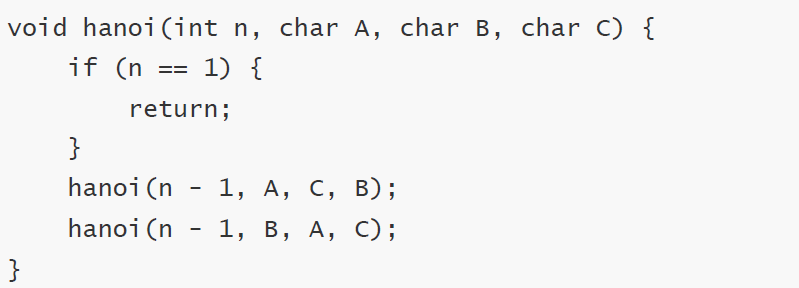 void hanoi(int n, char A, char B, char C) {
    if (n == 1) {
        return;
    }
    hanoi(n - 1, A, C, B);
    hanoi(n - 1, B, A, C);
}